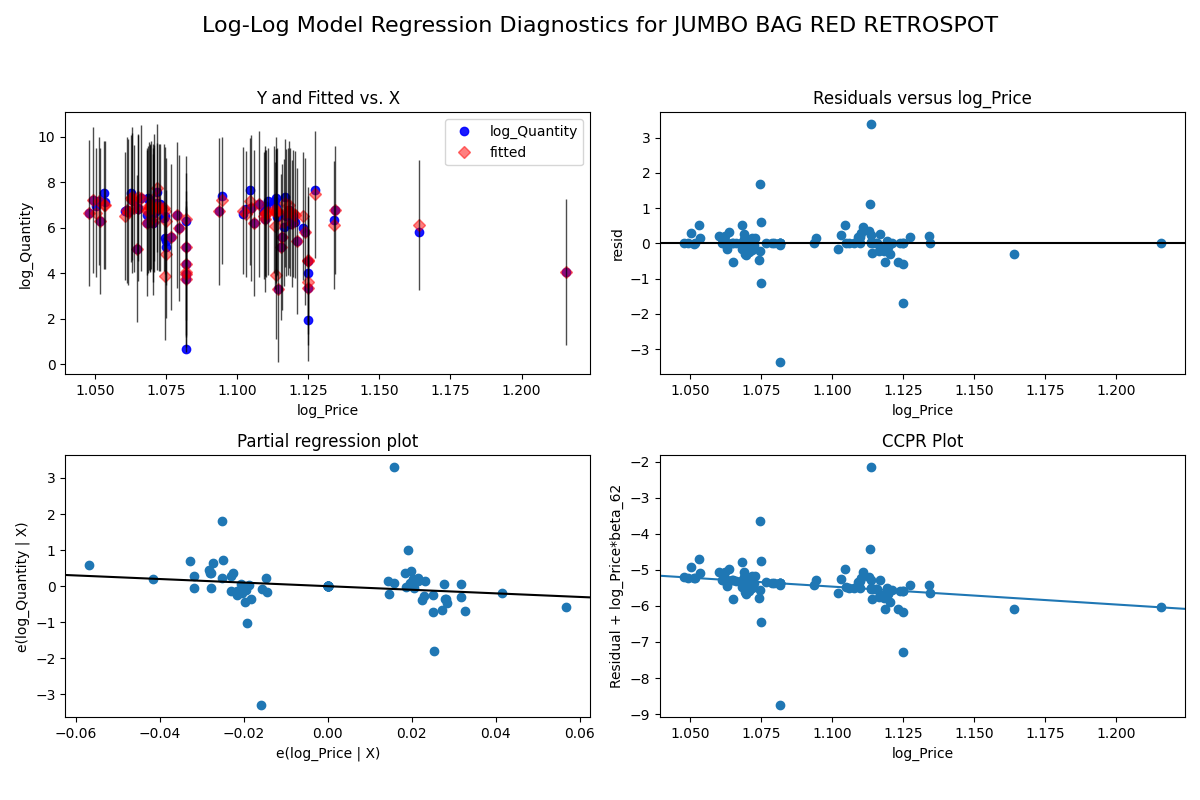 Log-Log Model Regression Diagnostics for JUMBO BAG RED RETROSPOT
Y and Fitted vs. X
log_Quantity
fitted
10
8
6
4
2
0
log_Quantity
1.050 1.075 1.100 1.125 1.150 1.175 1.200
log_Price
Residuals versus log_Price
3
2
1
0
−1
−2
−3
resid
1.050 1.075 1.100 1.125 1.150 1.175 1.200
log_Price
Partial regression plot
3
2
1
0
−1
−2
−3
e(log_Quantity | X)
−0.06 −0.04 −0.02 0.00 0.02 0.04 0.06
e(log_Price | X)
CCPR Plot
−2
−3
−4
−5
−6
−7
−8
−9
Residual + log_Price*beta_62
1.050 1.075 1.100 1.125 1.150 1.175 1.200
log_Price